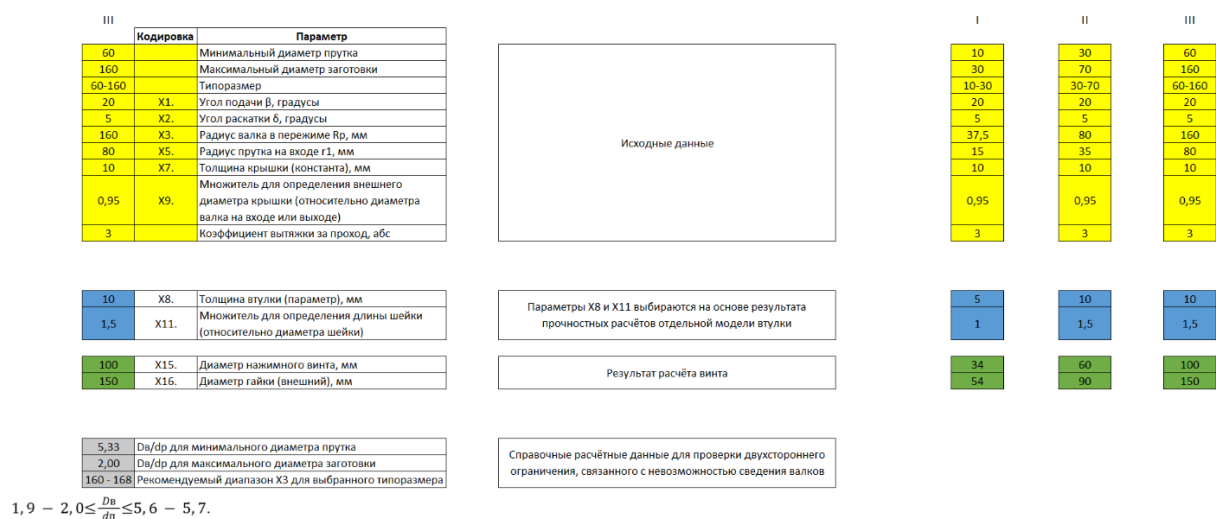 III I II III
Кодировка Параметр
60 Минимальный диаметр прутка 10 30 60
160 Максимальный диаметр заготовки 30 70 160
60-160 Типоразмер 10-30 30-70 60-160
20 X1. Угол подачи β, градусы 20 20 20
5 X2. Угол раскатки δ, градусы 5 5 5
160 X3. Радиус валка в пережиме Rp, мм Исходные данные 37,5 80 160
80 X5. Радиус прутка на входе r1, мм 15 35 80
10 X7. Толщина крышки (константа), мм 10 10 10
Множитель для определения внешнего
0,95 X9. диаметра крышки (относительно диаметра 0,95 0,95 0,95
валка на входе или выходе)
3 Коэффициент вытяжки за проход, абс 3 3 3
10 X8. Толщина втулки (параметр), мм Параметры X8 и X11 выбираются на основе результата 5 10 10
1,5 X11. Множитель для определения длины шейки прочностных расчётов отдельной модели втулки 1 1,5 1,5
(относительно диаметра шейки)
100 X15. Диаметр нажимного винта, мм Результат расчёта винта 34 60 100
150 X16. Диаметр гайки (внешний), мм 54 90 150
5,33 Dв/dp для минимального диаметра прутка
2,00 Dв/dp для максимального диаметра заготовки Справочные расчётные данные для проверки двухстороннего
160 - 168 Рекомендуемый диапазон X3 для выбранного типоразмера ограничения, связанного с невозможностью сведения валков
1,9 − 2,0≤Dв/dп≤5,6 − 5,7.